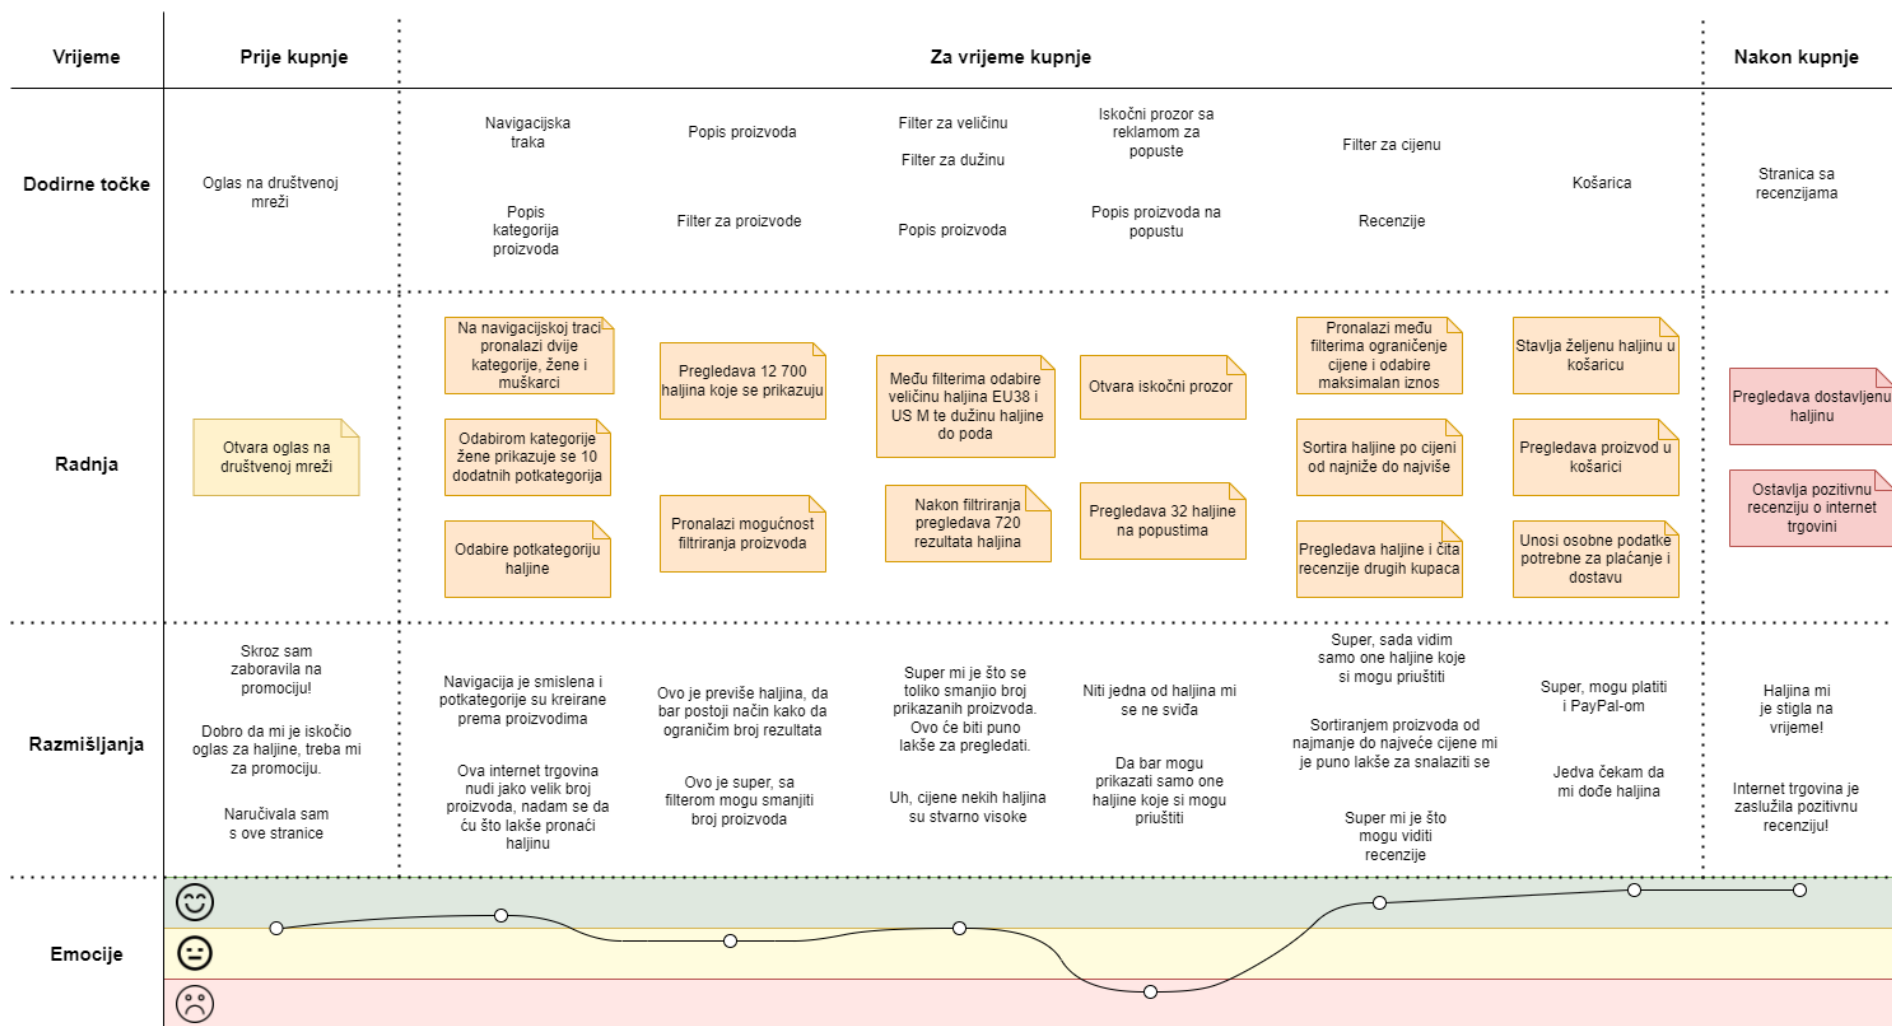 Vrijeme
Prije kupnje
Za vrijeme kupnje
Nakon kupnje
Dodirne točke
Oglas na društvenoj
mreži
Navigacijska
traka
Popis
kategorija
proizvoda
Popis proizvoda
Filter za proizvode
Filter za veličinu
Filter za dužinu
Popis proizvoda
Iskočni prozor sa
reklamom za
popuste
Popis proizvoda na
popustu
Filter za cijenu
Recenzije
Košarica
Stranica sa
recenzijama
Radnja
Otvara oglas na
društvenoj mreži
Na navigacijskoj traci
pronalazi dvije
kategorije, žene i
muškarci
Odabirom kategorije
žene prikazuje se 10
dodatnih potkategorija
Odabire potkategoriju
haljine
Pregledava 12 700
haljina koje se prikazuju
Pronalazi mogućnost
filtriranja proizvoda
Među filterima odabire
veličinu haljina EU38 i
US M te dužinu haljine
do poda
Nakon filtriranja
pregledava 720
rezultata haljina
Otvara iskočni prozor
Pregledava 32 haljine
na popustima
Pronalazi među
filterima ograničenje
cijene i odabire
maksimalan iznos
Sortira haljine po cijeni
od najniže do najviše
Pregledava haljine i čita
recenzije drugih kupaca
Stavlja željenu haljinu u
košaricu
Pregledava proizvod u
košarici
Unosi osobne podatke
potrebne za plaćanje i
dostavu
Pregledava dostavljenu
haljinu
Ostavlja pozitivnu
recenziju o internet
trgovini
Razmišljanja
Skroz sam
zaboravila na
promociju!
Dobro da mi je iskočio
oglas za haljine, treba mi
za promociju.
Naručivala sam
s ove stranice
Navigacija je smislena i
potkategorije su kreirane
prema proizvodima
Ova internet trgovina
nudi jako velik broj
proizvoda, nadam se da
ću što lakše pronaći
haljinu
Ovo je previše haljina, da
bar postoji način kako da
ograničim broj rezultata
Ovo je super, sa
filterom mogu smanjiti
broj proizvoda
Super mi je što se
toliko smanjio broj
prikazanih proizvoda.
Ovo će biti puno
lakše za pregledati.
Uh, cijene nekih haljina
su stvarno visoke
Niti jedna od haljina mi
se ne sviđa
Da bar mogu
prikazati samo one
haljine koje si mogu
priuštiti
Super, sada vidim
samo one haljine koje
si mogu priuštiti
Sortiranjem proizvoda od
najmanje do najveće cijene mi
je puno lakše za snalaziti se
Super mi je što
mogu viditi
recenzije
Super, mogu platiti
i PayPal-om
Jedva čekam da
mi dođe haljina
Haljina mi
je stigla na
vrijeme!
Internet trgovina je
zaslužila pozitivnu
recenziju!
Emocije